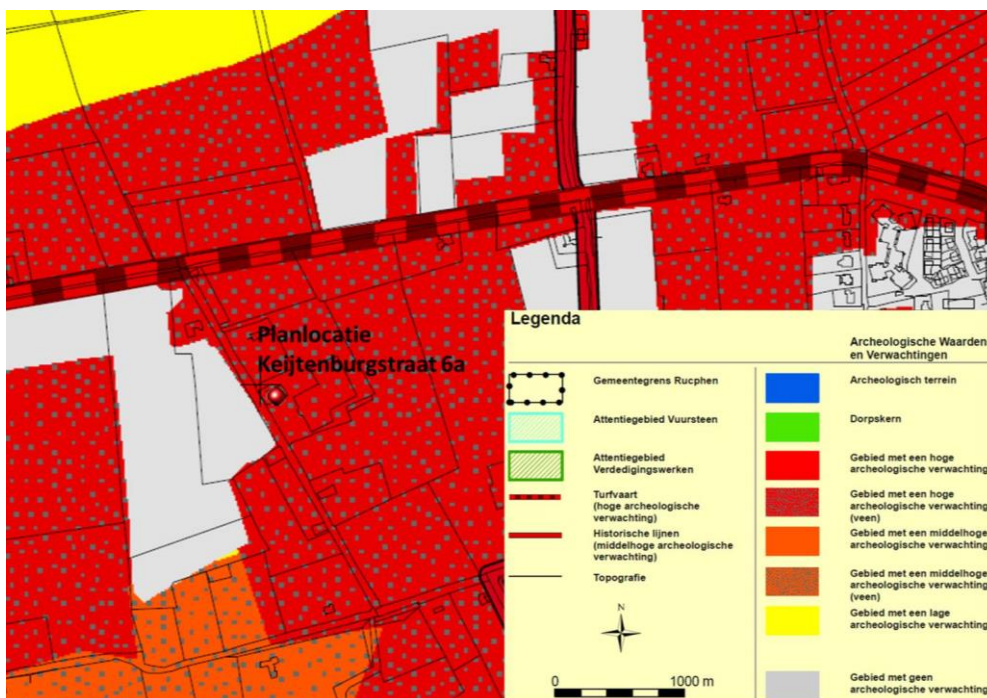 Planlocatie
Keijtenburgstraat 6a
Legenda
Gemeentegrens Rucphen
Attentiegebied Vuursteen
Attentiegebied
Verdedigingswerken
Turfvaart
(hoge archeologische
verwachting)
Historische lijnen
(middelhoge archeologische
verwachting)
Topografie
N
0 1000 m
Archeologische Waarden
en Verwachtingen
Archeologisch terrein
Dorpskern
Gebied met een hoge
archeologische verwachting
Gebied met een hoge
archeologische verwachting
(veen)
Gebied met een middelhoge
archeologische verwachting
Gebied met een middelhoge
archeologische verwachting
(veen)
Gebied met een lage
archeologische verwachting
Gebied met geen
archeologische verwachting